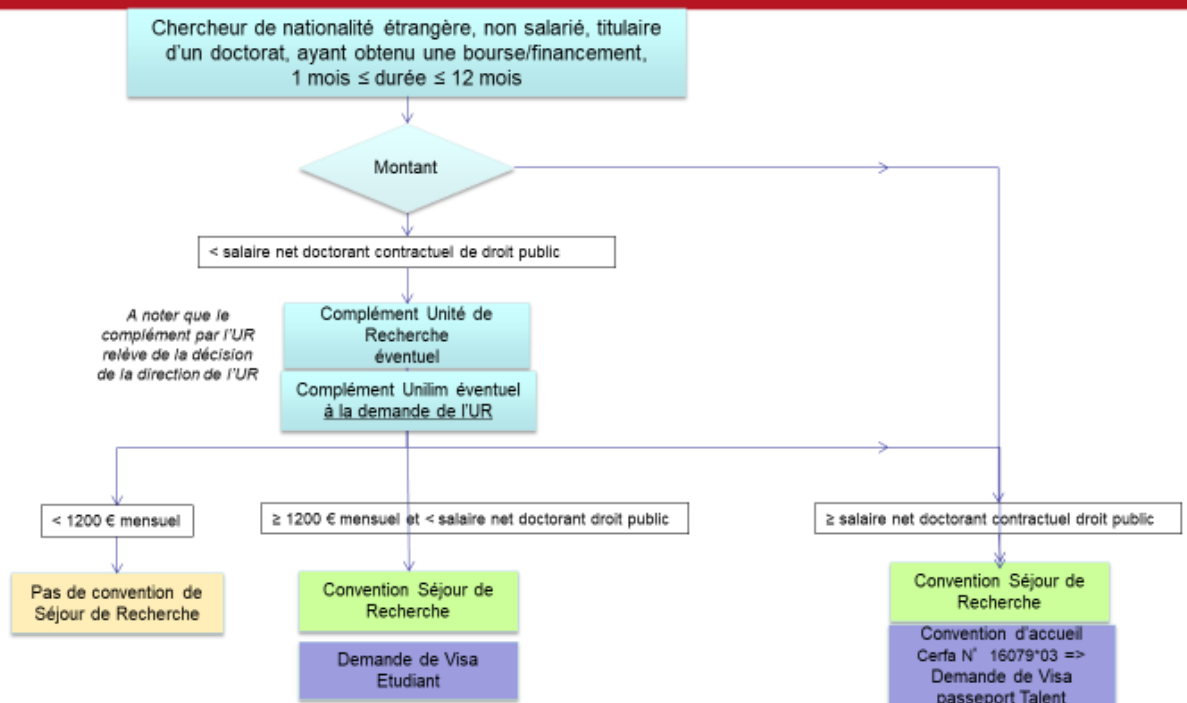 Chercheur de nationalité étrangère, non salarié, titulaire
d'un doctorat, ayant obtenu une bourse/financement,
1 mois ≤ durée ≤ 12 mois
Montant
< salaire net doctorant contractuel de droit public
A noter que le
complément par l'UR
relève de la décision
de la direction de l'UR
Complément Unité de
Recherche
éventuel
Complément Unilim éventuel
à la demande de l'UR
< 1200 € mensuel
≥ 1200 € mensuel et < salaire net doctorant droit public
≥ salaire net doctorant contractuel droit public
Pas de convention de
Séjour de Recherche
Convention Séjour de
Recherche
Demande de Visa
Etudiant
Convention Séjour de
Recherche
Convention d'accueil
Cerfa N° 16079*03 =>
Demande de Visa
passeport Talent